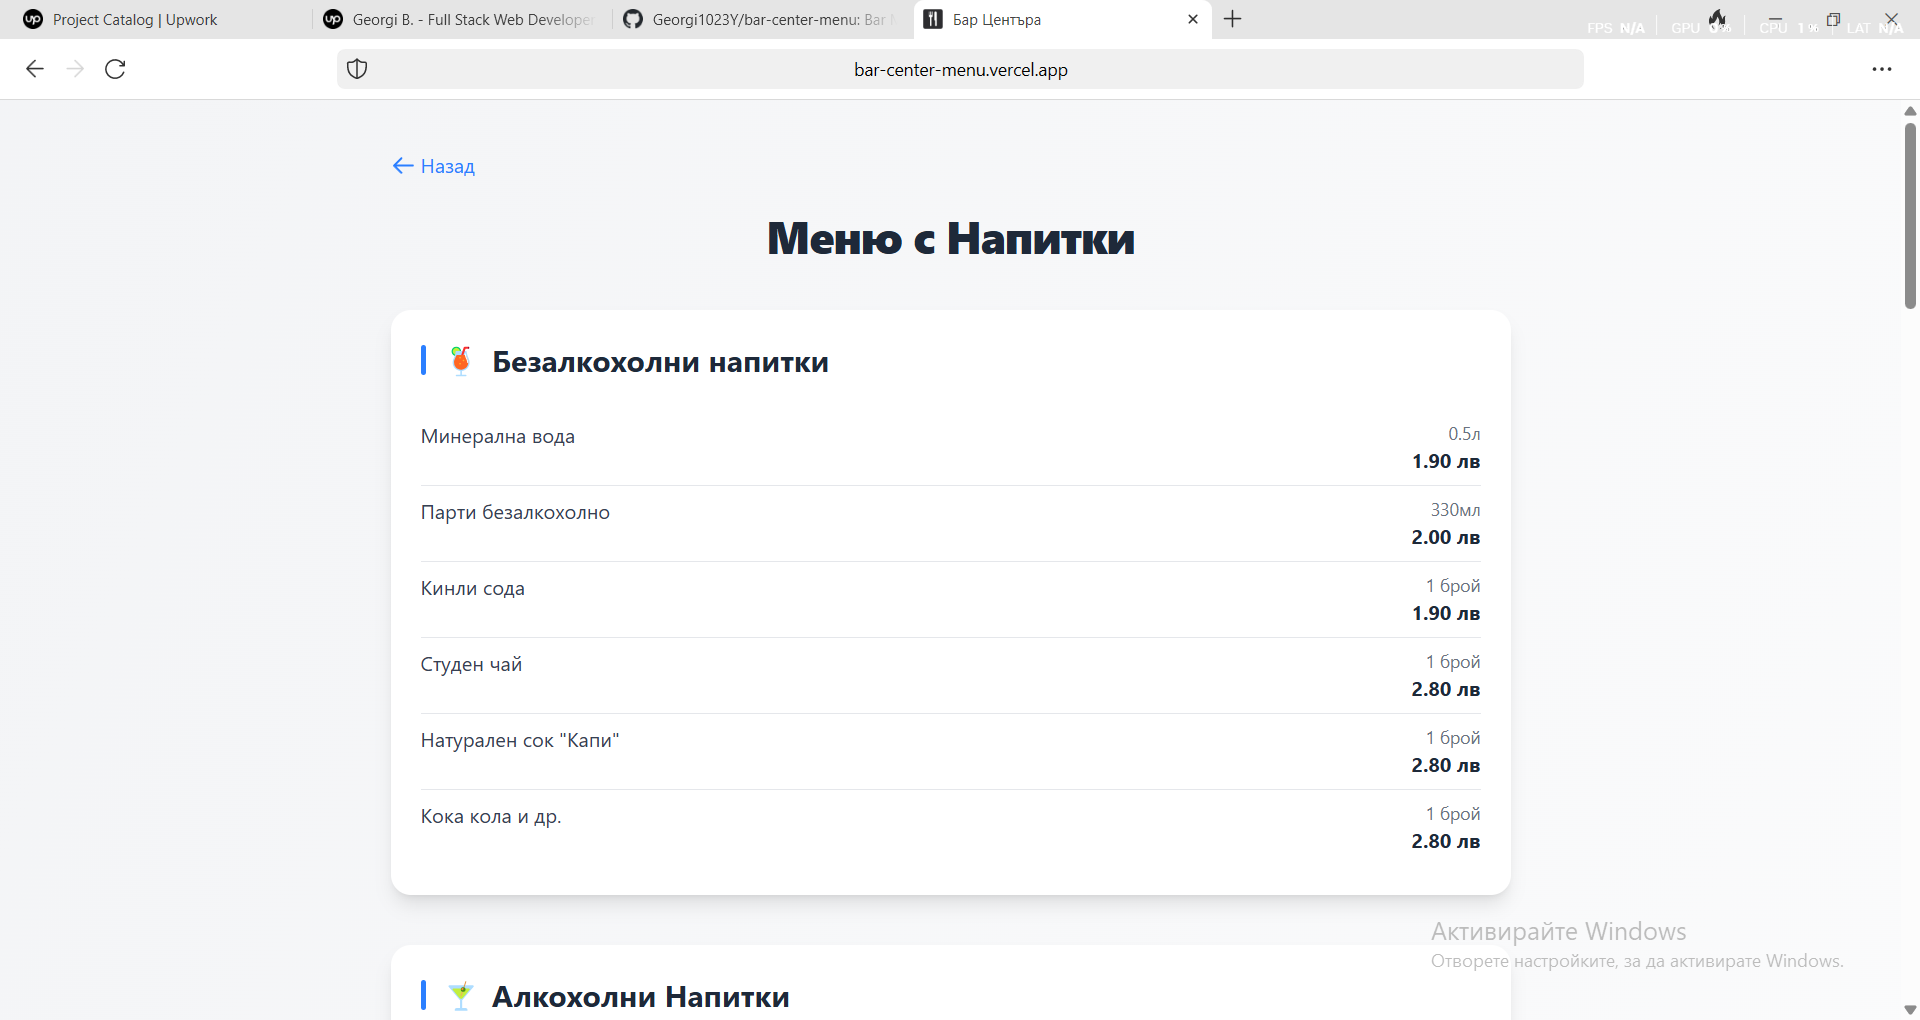 Project Catalog | Upwork
Georgi B. - Full Stack Web Develope
Georgi1023Y/bar-center-menu: Bar
Бар Центъра
FPS N/A GPU 0% CPU 1% LAT N/A
bar-center-menu.vercel.app
Назад
Меню с Напитки
Безалкохолни напитки
Минерална вода
0.5л
1.90 лв
Парти безалкохолно
330мл
2.00 лв
Кинли сода
1 брой
1.90 лв
Студен чай
1 брой
2.80 лв
Натурален сок "Капи"
1 брой
2.80 лв
Кока кола и др.
1 брой
2.80 лв
Активирайте Windows
Отворете настройките, за да активирате Windows.
Алкохолни Напитки